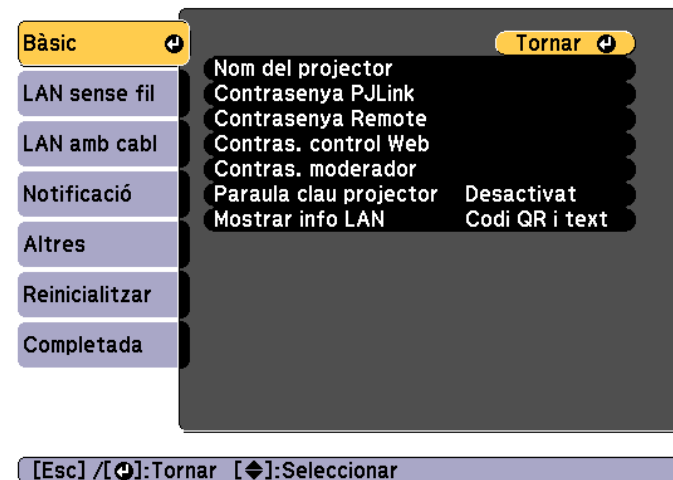 Bàsic
LAN sense fil
LAN amb cabl
Notificació
Altres
Reinicialitzar
Completada
Tornar
Nom del projector
Contrasenya PJLink
Contrasenya Remote
Contras. control Web
Contras. moderador
Paraula clau projector Desactivat
Mostrar info LAN Codi QR i text
[Esc] /[ ]:Tornar [ ]:Seleccionar